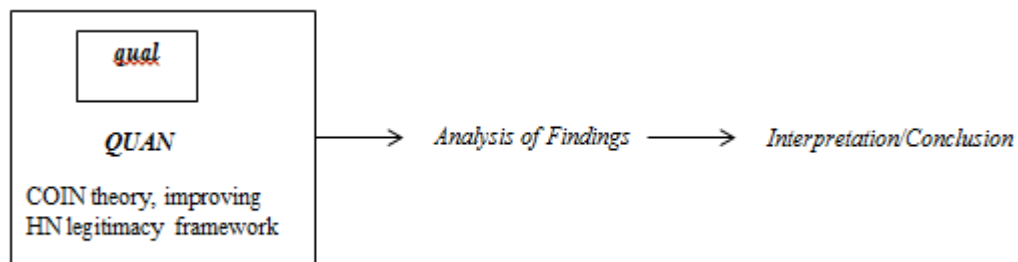 qual
QUAN
COIN theory, improving
HN legitimacy framework
Analysis of Findings
Interpretation/Conclusion